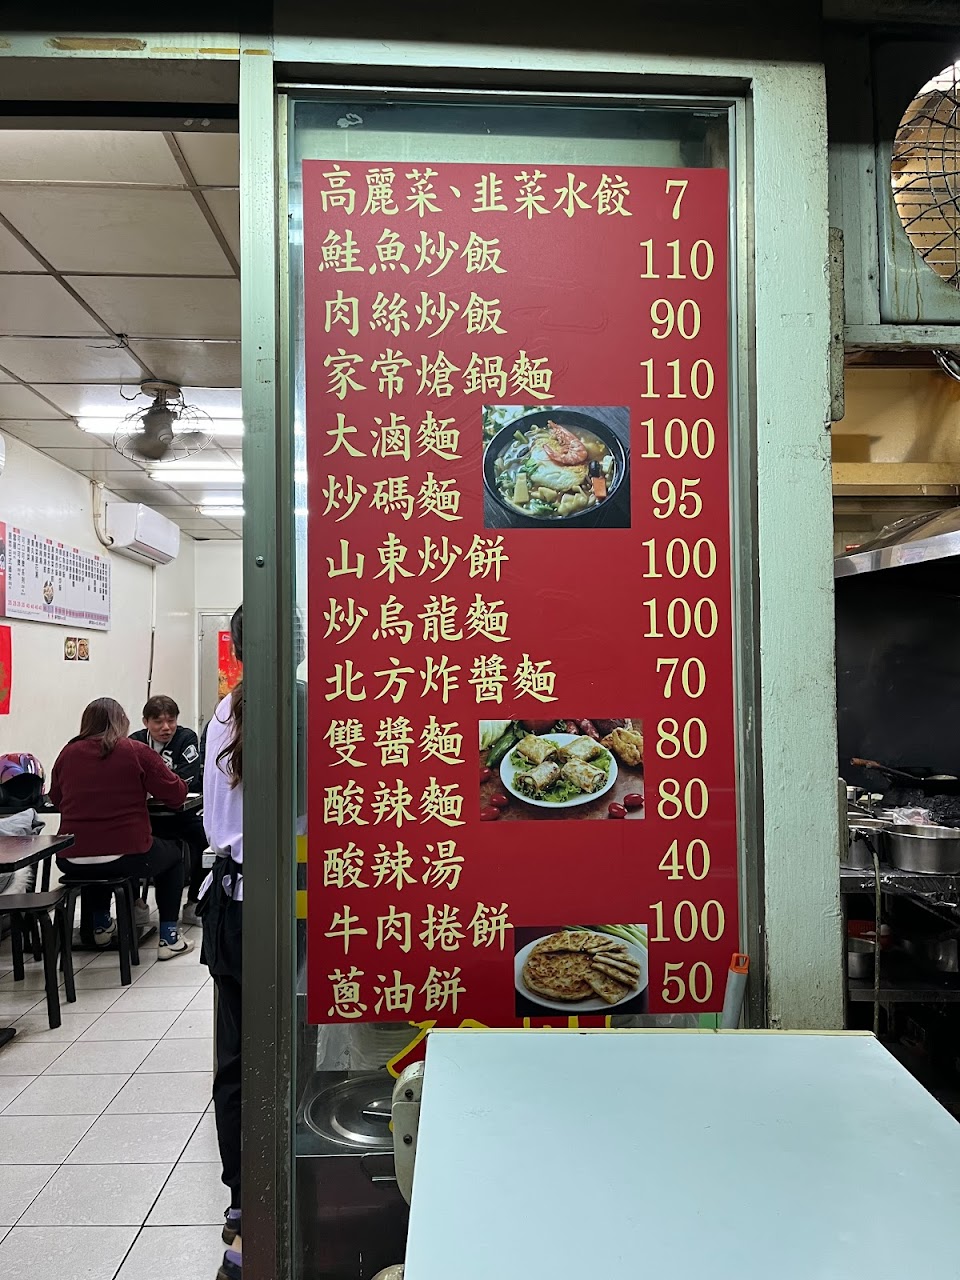 高麗菜、韭菜水餃 7
鮭魚炒飯 110
肉絲炒飯 90
家常熗鍋麵 110
大滷麵 100
炒碼麵 95
山東炒餅 100
炒烏龍麵 100
北方炸醬麵 70
雙醬麵 80
酸辣麵 80
酸辣湯 40
牛肉捲餅 100
蔥油餅 50